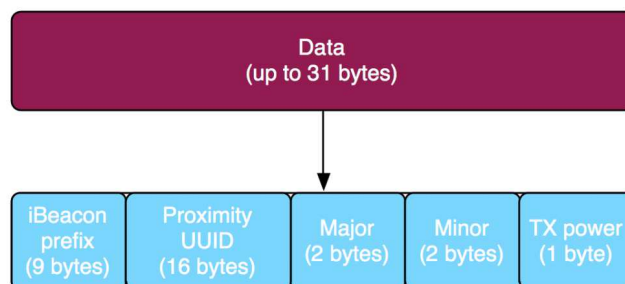 Data
(up to 31 bytes)
iBeacon
prefix
(9 bytes)
Proximity
UUID
(16 bytes)
Major
(2 bytes)
Minor
(2 bytes)
TX power
(1 byte)